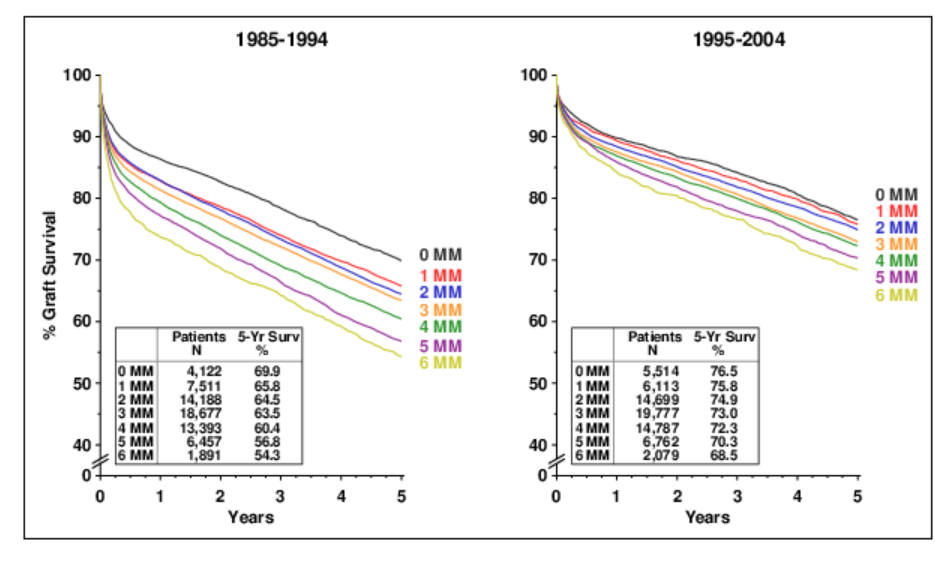 1985-1994
% Graft Survival
100
90
80
70
60
50
40
0
0 MM
1 MM
2 MM
3 MM
4 MM
5 MM
6 MM
Patients 5-Yr Surv
N %
0 MM 4,122 69.9
1 MM 7,511 65.8
2 MM 14,188 64.5
3 MM 18,677 63.5
4 MM 13,393 60.4
5 MM 6,457 56.8
6 MM 1,891 54.3
0 1 2 3 4 5
Years
1995-2004
100
90
80
70
60
50
40
0
0 MM
1 MM
2 MM
3 MM
4 MM
5 MM
6 MM
Patients 5-Yr Surv
N %
0 MM 5,514 76.5
1 MM 6,113 75.8
2 MM 14,699 74.9
3 MM 19,777 73.0
4 MM 14,787 72.3
5 MM 6,762 70.3
6 MM 2,079 68.5
0 1 2 3 4 5
Years